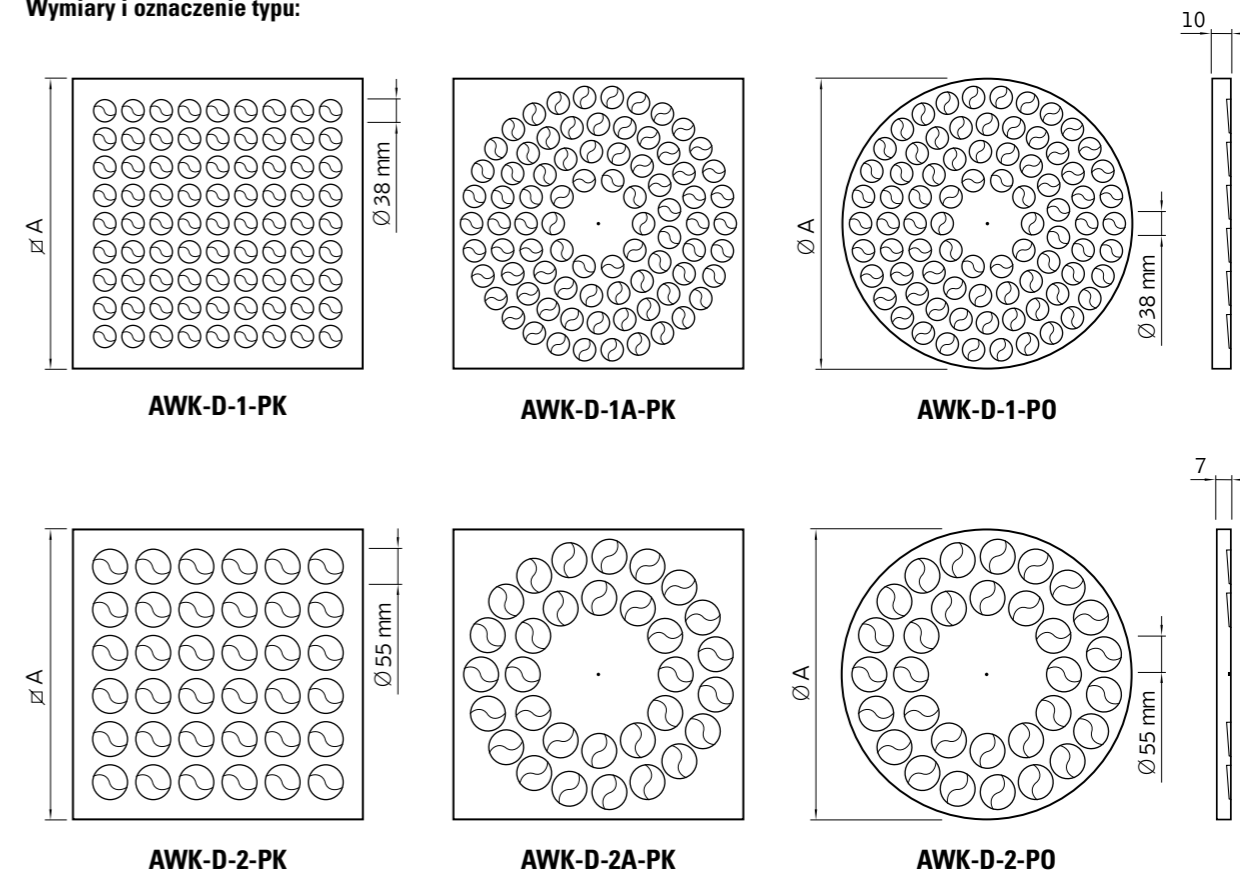 Wymiary i oznaczenie typu:
10
⌀ A
Ø 38 mm
Ø A
Ø 38 mm
AWK-D-1-PK
AWK-D-1A-PK
AWK-D-1-PO
7
⌀ A
Ø 55 mm
Ø A
Ø 55 mm
AWK-D-2-PK
AWK-D-2A-PK
AWK-D-2-PO